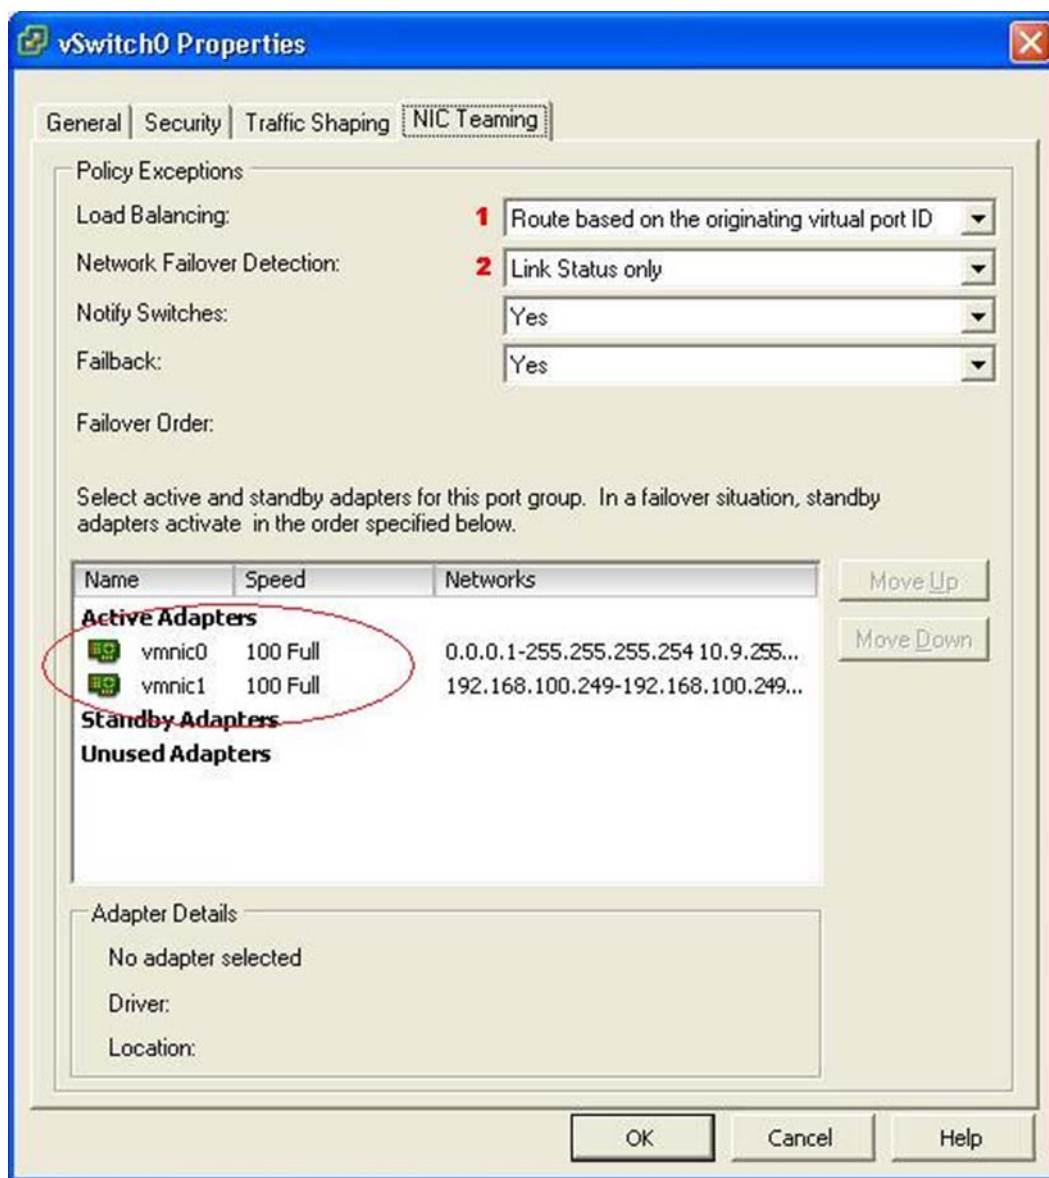 vSwitch0 Properties
General Security Traffic Shaping NIC Teaming
Policy Exceptions
Load Balancing: 1 Route based on the originating virtual port ID
Network Failover Detection: 2 Link Status only
Notify Switches: Yes
Failback: Yes
Failover Order:
Select active and standby adapters for this port group. In a failover situation, standby
adapters activate in the order specified below.
Name Speed Networks
Move Up
Active Adapters
Move Down
vmnic0 100 Full 0.0.0.1-255.255.255.254 10.9.255...
vmnic1 100 Full 192.168.100.249-192.168.100.249...
Standby Adapters
Unused Adapters
Adapter Details
No adapter selected
Driver:
Location:
OK Cancel Help